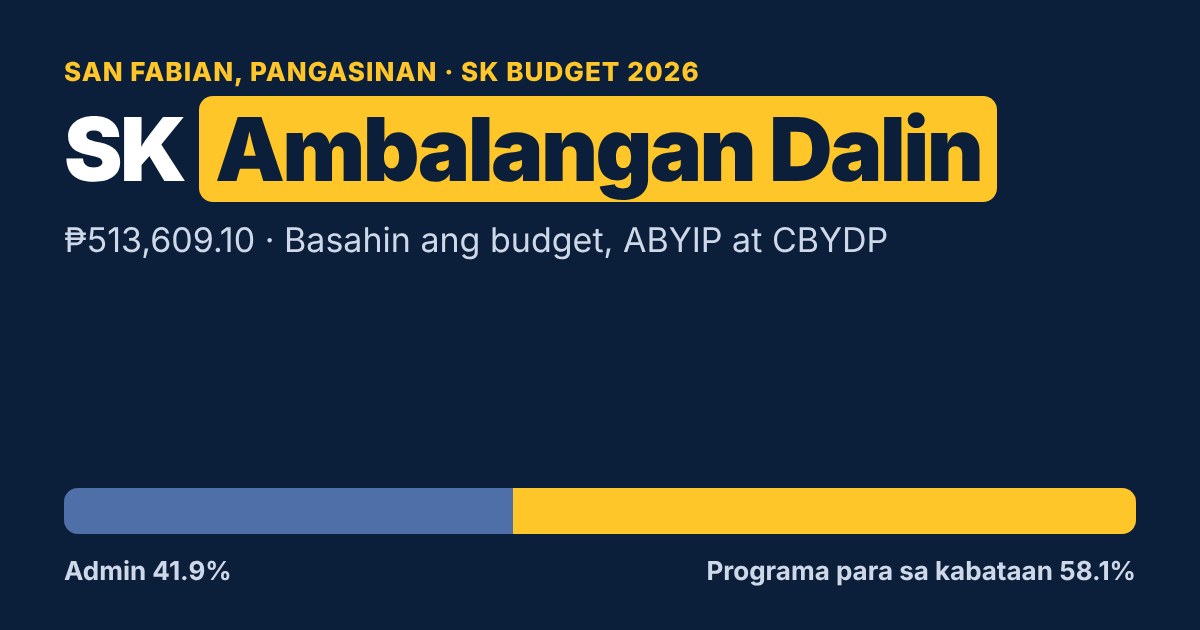 SAN FABIAN, PANGASINAN · SK BUDGET 2026
SK Ambalangan Dalin
₱513,609.10 · Basahin ang budget, ABYIP at CBYDP
Admin 41.9%
Programa para sa kabataan 58.1%